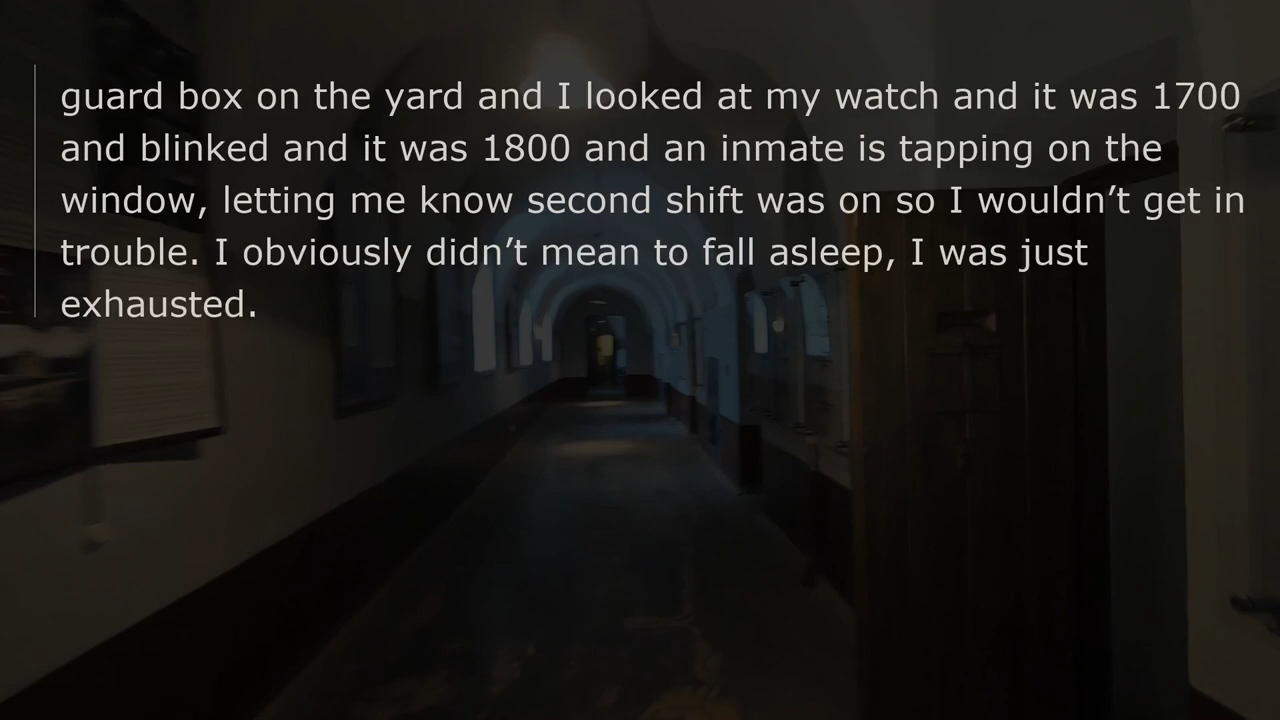 guard box on the yard and I looked at my watch and it was 1700
and blinked and it was 1800 and an inmate is tapping on the
window, letting me know second shift was on so I wouldn’t get in
trouble. I obviously didn’t mean to fall asleep, I was just
exhausted.